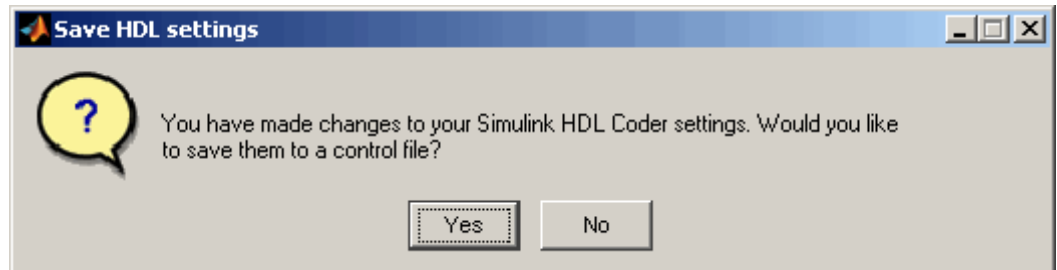 Save HDL settings
?
You have made changes to your Simulink HDL Coder settings. Would you like
to save them to a control file?
Yes No